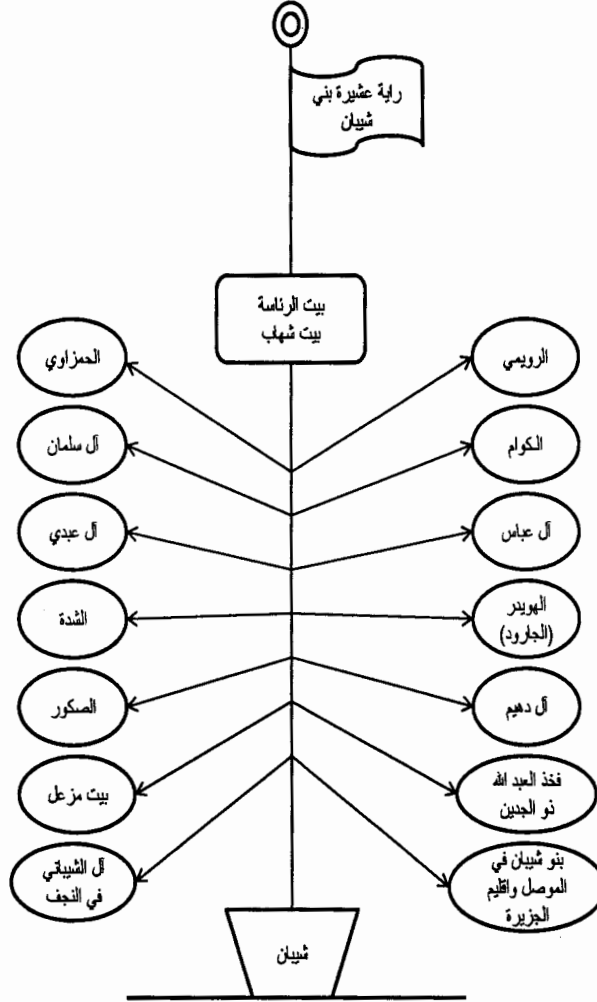 راية عشيرة بني
شيبان
بيت الرئاسة
بيت شهاب
الرويمي
الحمزاوي
الكوام
آل سلمان
آل عباس
آل عبدي
الهويدر
(الجارود)
الشدة
آل دهيم
الصكور
فخذ العبد الله
ذو الجدين
بيت مزعل
بنو شيبان في
الموصل واقليم
الجزيرة
آل الشيباني
في النجف
شيبان